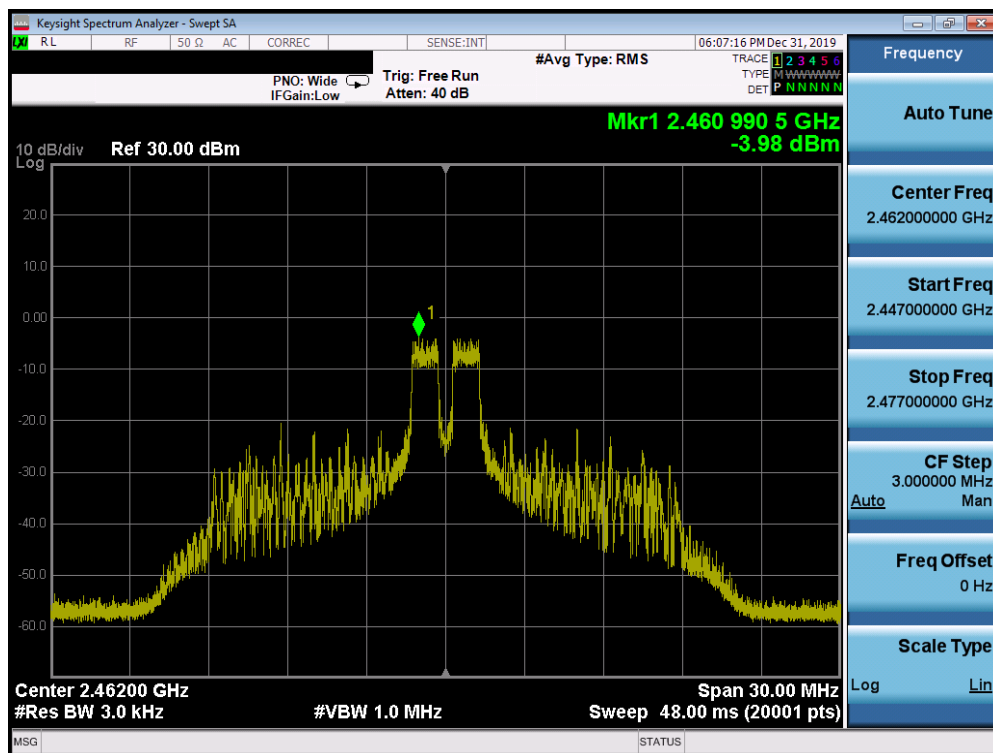 Keysight Spectrum Analyzer - Swept SA
LXI RL RF 50 Ω AC CORREC SENSE:INT 06:07:16 PM Dec 31, 2019
PNO: Wide
IFGain:Low
Trig: Free Run
Atten: 40 dB
#Avg Type: RMS
TRACE 1 2 3 4 5 6
TYPE M W W W W W
DET P N N N N N
Mkr1 2.460 990 5 GHz
-3.98 dBm
10 dB/div
Log
Ref 30.00 dBm
20.0
10.0
0.00
-10.0
-20.0
-30.0
-40.0
-50.0
-60.0
1
Center 2.46200 GHz
Span 30.00 MHz
#Res BW 3.0 kHz
#VBW 1.0 MHz
Sweep 48.00 ms (20001 pts)
MSG
STATUS
Frequency
Auto Tune
Center Freq
2.462000000 GHz
Start Freq
2.447000000 GHz
Stop Freq
2.477000000 GHz
CF Step
3.000000 MHz
Auto Man
Freq Offset
0 Hz
Scale Type
Log Lin